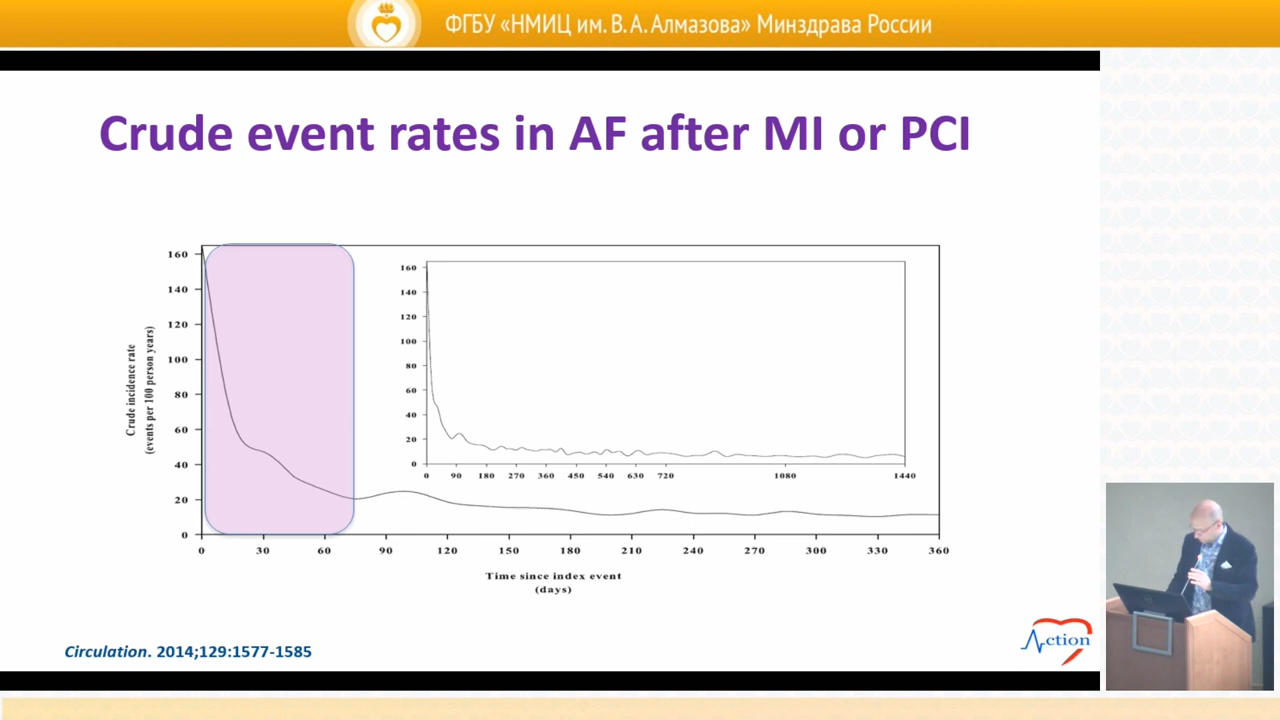 ФГБУ «НМИЦ им. В. А. Алмазова» Минздрава России
Crude event rates in AF after MI or PCI
Crude incidence rate
(events per 100 person years)
160
140
120
100
80
60
40
20
0
0 30 60 90 120 150 180 210 240 270 300 330 360
160
140
120
100
80
60
40
20
0
0 90 180 270 360 450 540 630 720 1080 1440
Time since index event
(days)
Circulation. 2014;129:1577-1585
Action